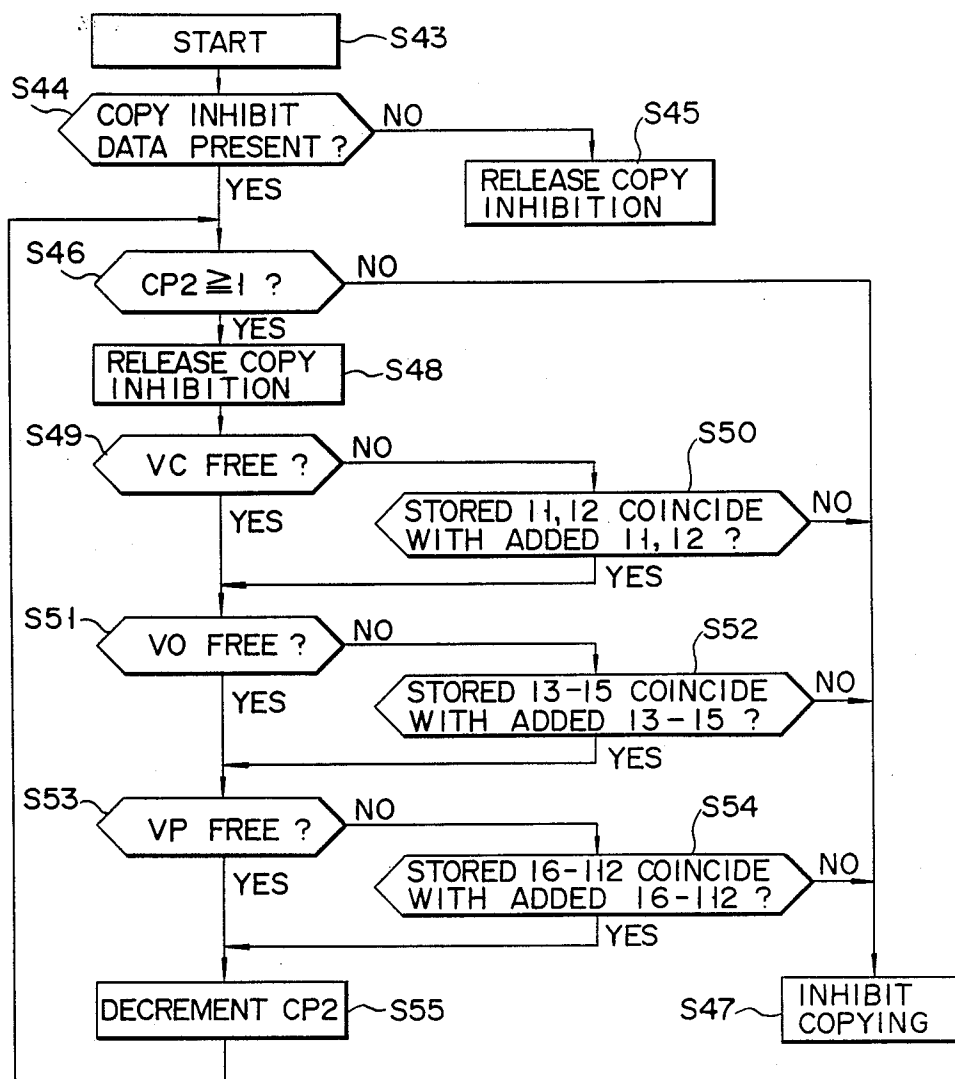 START
S43
S44
COPY INHIBIT
DATA PRESENT ?
NO
YES
S45
RELEASE COPY
INHIBITION
S46
CP2 ≧ 1 ?
NO
YES
RELEASE COPY
INHIBITION
S48
S49
VC FREE ?
NO
YES
S50
STORED I1, I2 COINCIDE
WITH ADDED I1, I2 ?
NO
YES
S51
VO FREE ?
NO
YES
S52
STORED I3-I5 COINCIDE
WITH ADDED I3-I5 ?
NO
YES
S53
VP FREE ?
NO
YES
S54
STORED I6-I12 COINCIDE
WITH ADDED I6-I12 ?
NO
YES
DECREMENT CP2
S55
S47
INHIBIT
COPYING